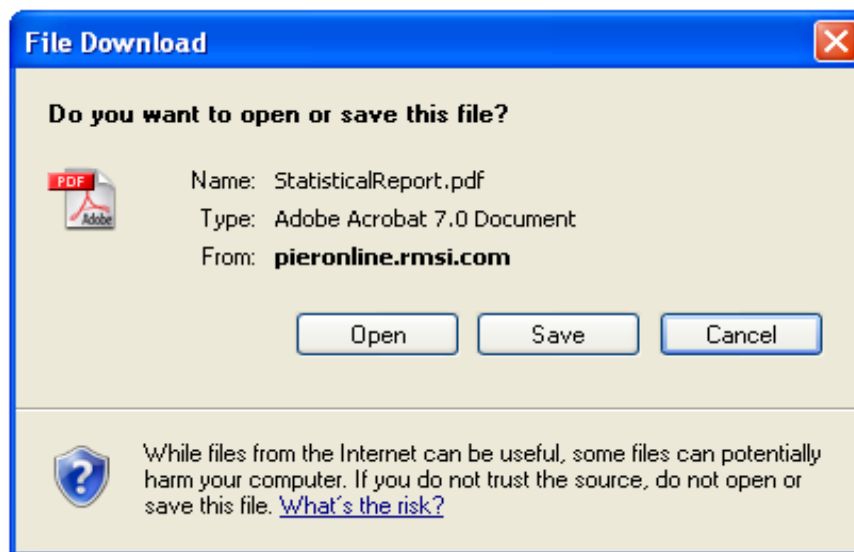 File Download
Do you want to open or save this file?
PDF
Adobe
Name: StatisticalReport.pdf
Type: Adobe Acrobat 7.0 Document
From: pieronline.rmsi.com
Open Save Cancel
?
While files from the Internet can be useful, some files can potentially
harm your computer. If you do not trust the source, do not open or
save this file. What's the risk?